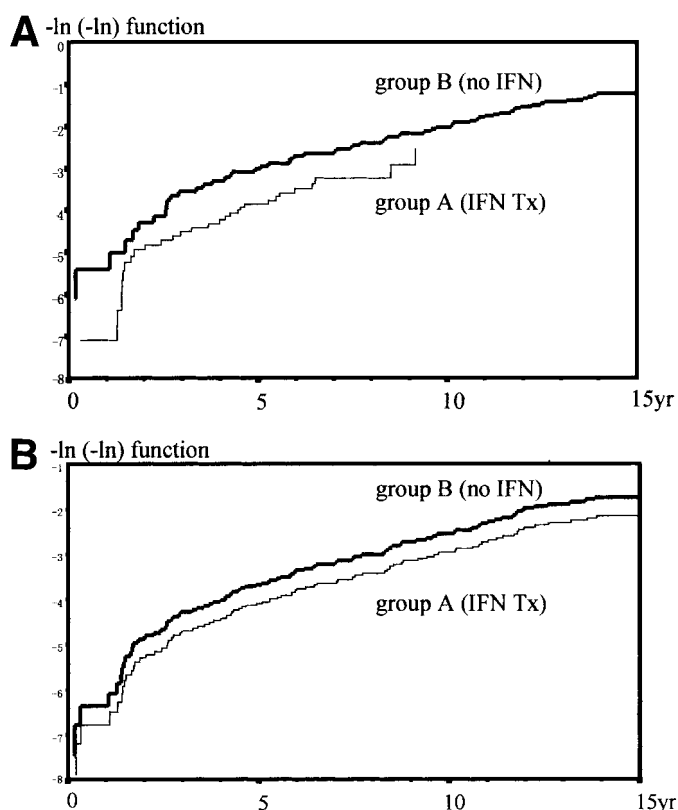 A -ln (-ln) function
0
-1
-2
-3
-4
-5
-6
-7
-8
group B (no IFN)
group A (IFN Tx)
0 5 10 15yr
B -ln (-ln) function
-1
-2
-3
-4
-5
-6
-7
-8
group B (no IFN)
group A (IFN Tx)
0 5 10 15yr